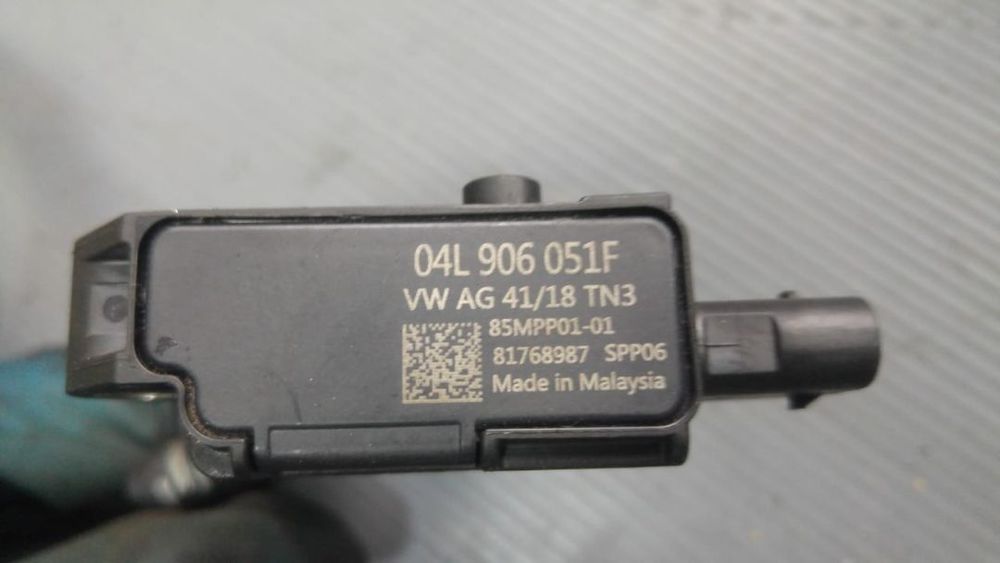 04L 906 051F
VW AG 41/18 TN3
85MPP01-01
81768987 SPP06
Made in Malaysia